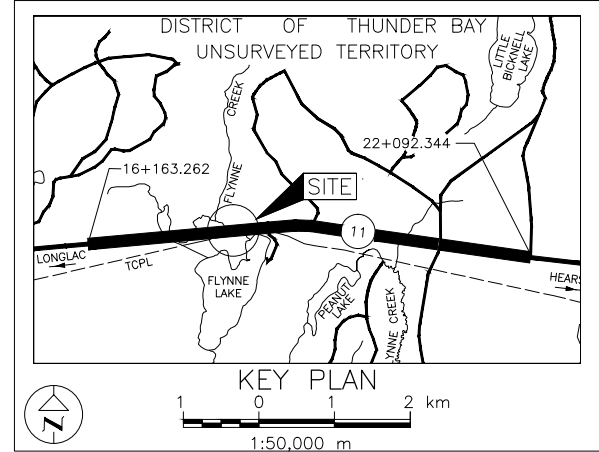 DISTRICT OF THUNDER BAY
UNSURVEYED TERRITORY
LITTLE
BICKNELL
LAKE
FLYNNE CREEK
22+092.344
16+163.262
SITE
11
LONGLAC
TCPL
FLYNNE
LAKE
PEANUT
LAKE
YNNE CREEK
HEARS
KEY PLAN
1 0 1 2 km
1:50,000 m
N